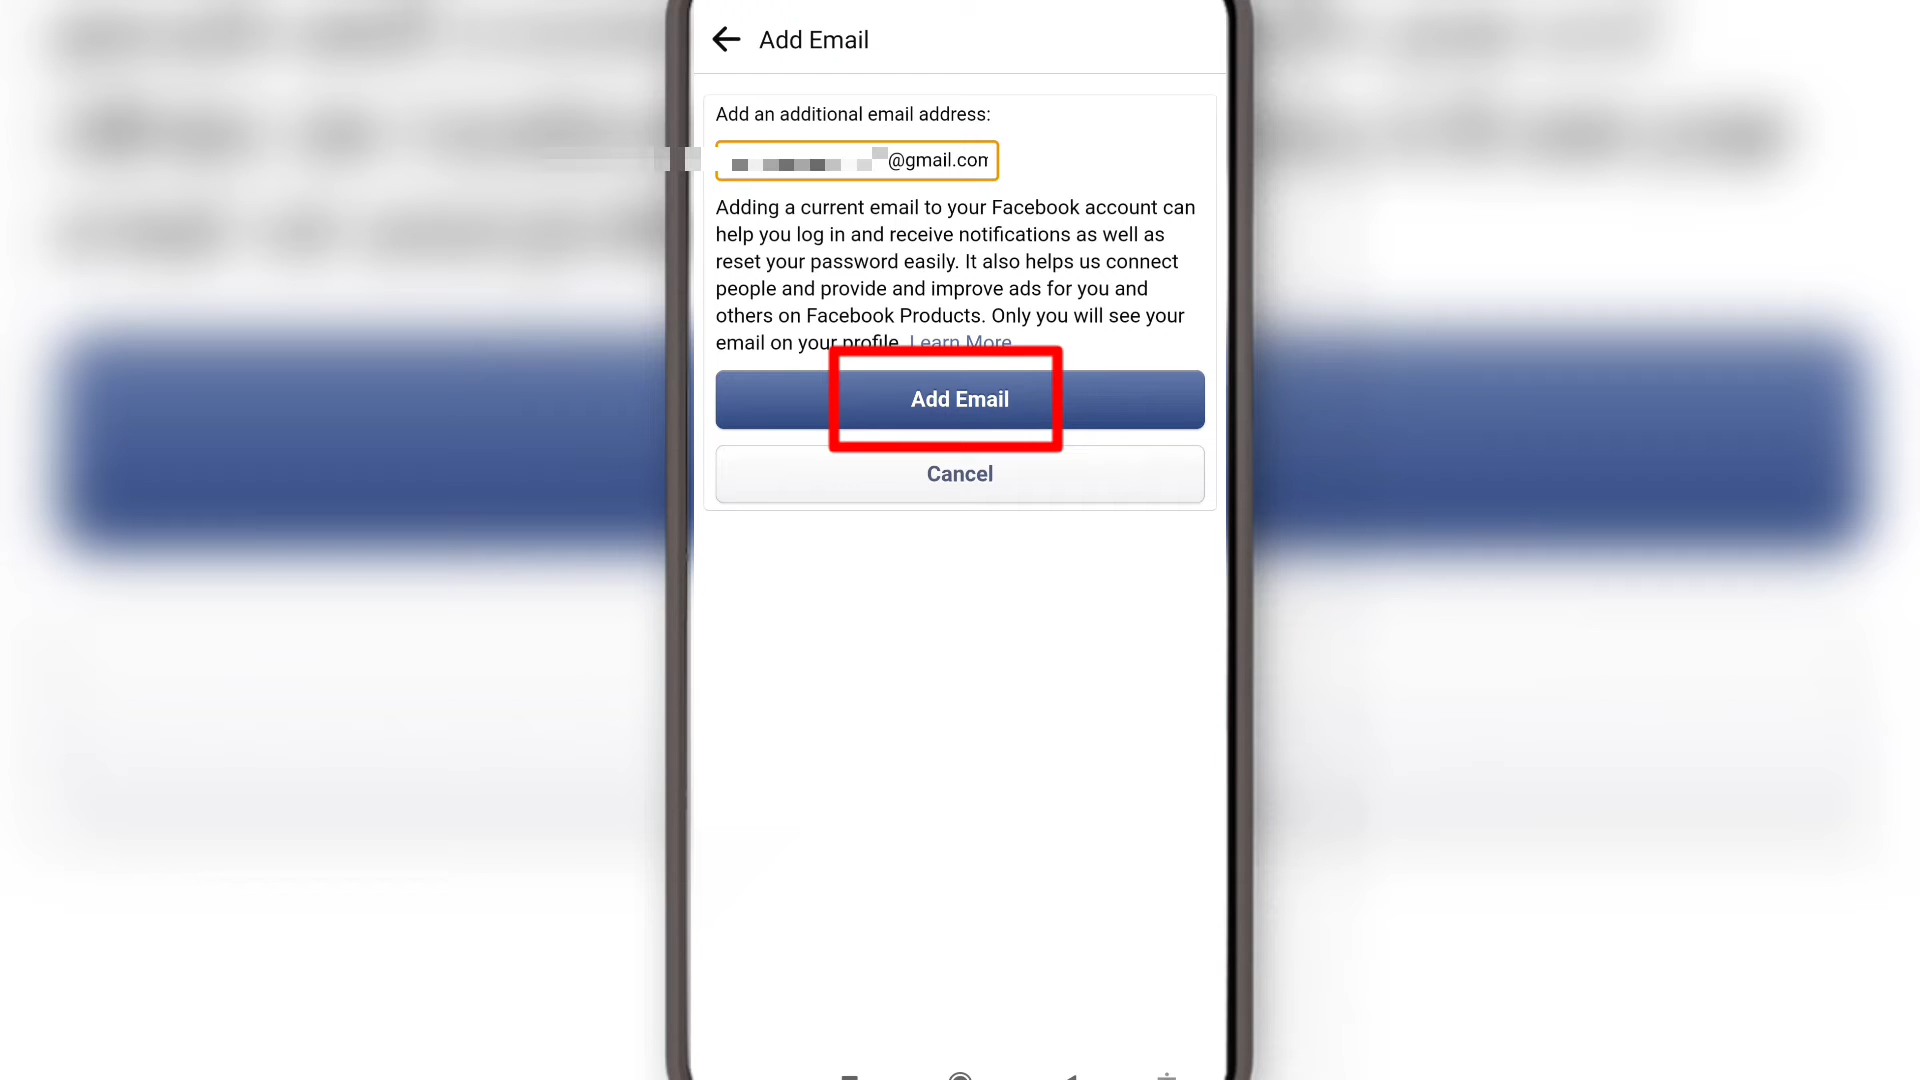 Add Email
Add an additional email address:
@gmail.com
Adding a current email to your Facebook account can
help you log in and receive notifications as well as
reset your password easily. It also helps us connect
people and provide and improve ads for you and
others on Facebook Products. Only you will see your
email on your profile. Learn More
Add Email
Cancel